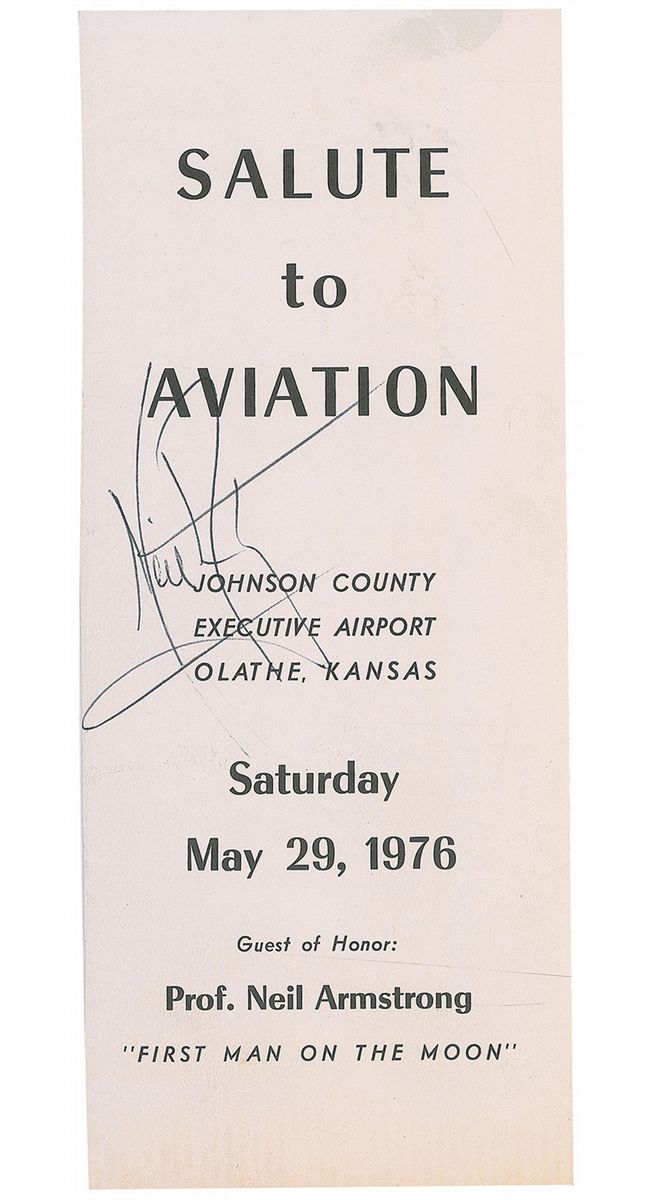 SALUTE
to
AVIATION
Neil
JOHNSON COUNTY
EXECUTIVE AIRPORT
OLATHE, KANSAS
Saturday
May 29, 1976
Guest of Honor:
Prof. Neil Armstrong
"FIRST MAN ON THE MOON"